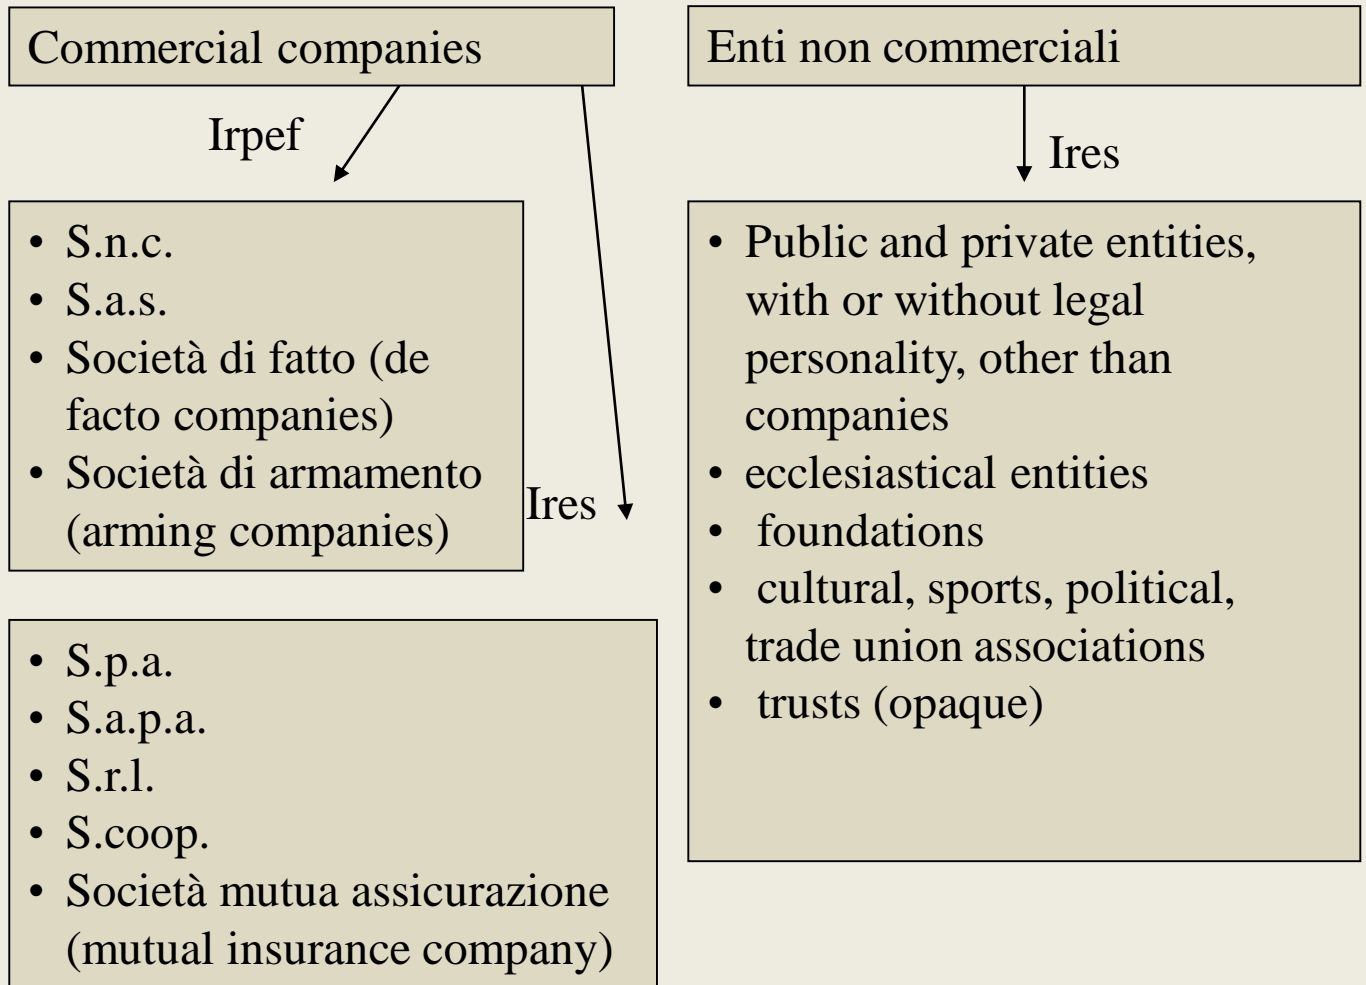 Commercial companies
Irpef
• S.n.c.
• S.a.s.
• Società di fatto (de
facto companies)
• Società di armamento
(arming companies)
Ires
• S.p.a.
• S.a.p.a.
• S.r.l.
• S.coop.
• Società mutua assicurazione
(mutual insurance company)
Enti non commerciali
Ires
• Public and private entities,
with or without legal
personality, other than
companies
• ecclesiastical entities
• foundations
• cultural, sports, political,
trade union associations
• trusts (opaque)